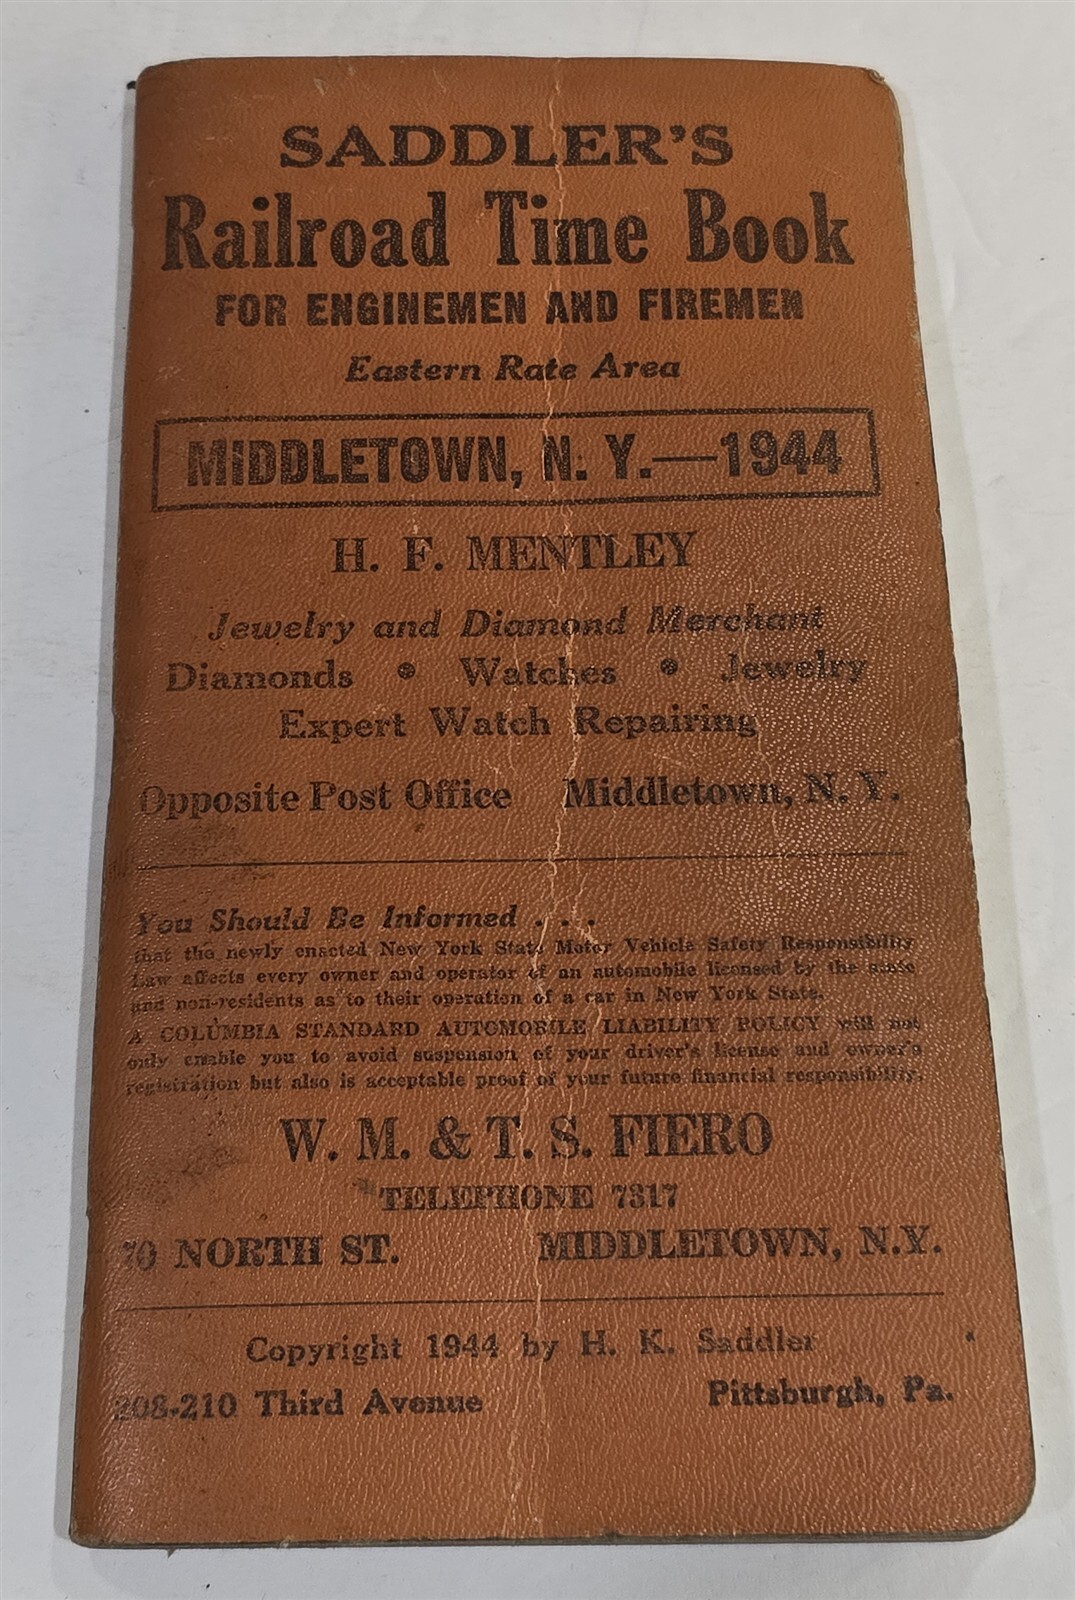 SADDLER'S
Railroad Time Book
FOR ENGINEMEN AND FIREMEN
Eastern Rate Area
MIDDLETOWN, N. Y.—1944
H. F. MENTLEY
Jewelry and Diamond Merchant
Diamonds • Watches • Jewelry
Expert Watch Repairing
Opposite Post Office Middletown, N. Y.
You Should Be Informed . . .
that the newly enacted New York State Motor Vehicle Safety Responsibility
Law affects every owner and operator of an automobile licensed by the state
and non-residents as to their operation of a car in New York State.
A COLUMBIA STANDARD AUTOMOBILE LIABILITY POLICY will not
only enable you to avoid suspension of your driver's license and owner's
registration but also is acceptable proof of your future financial responsibility.
W. M. & T. S. FIERO
TELEPHONE 7317
70 NORTH ST. MIDDLETOWN, N.Y.
Copyright 1944 by H. K. Saddler
208-210 Third Avenue Pittsburgh, Pa.